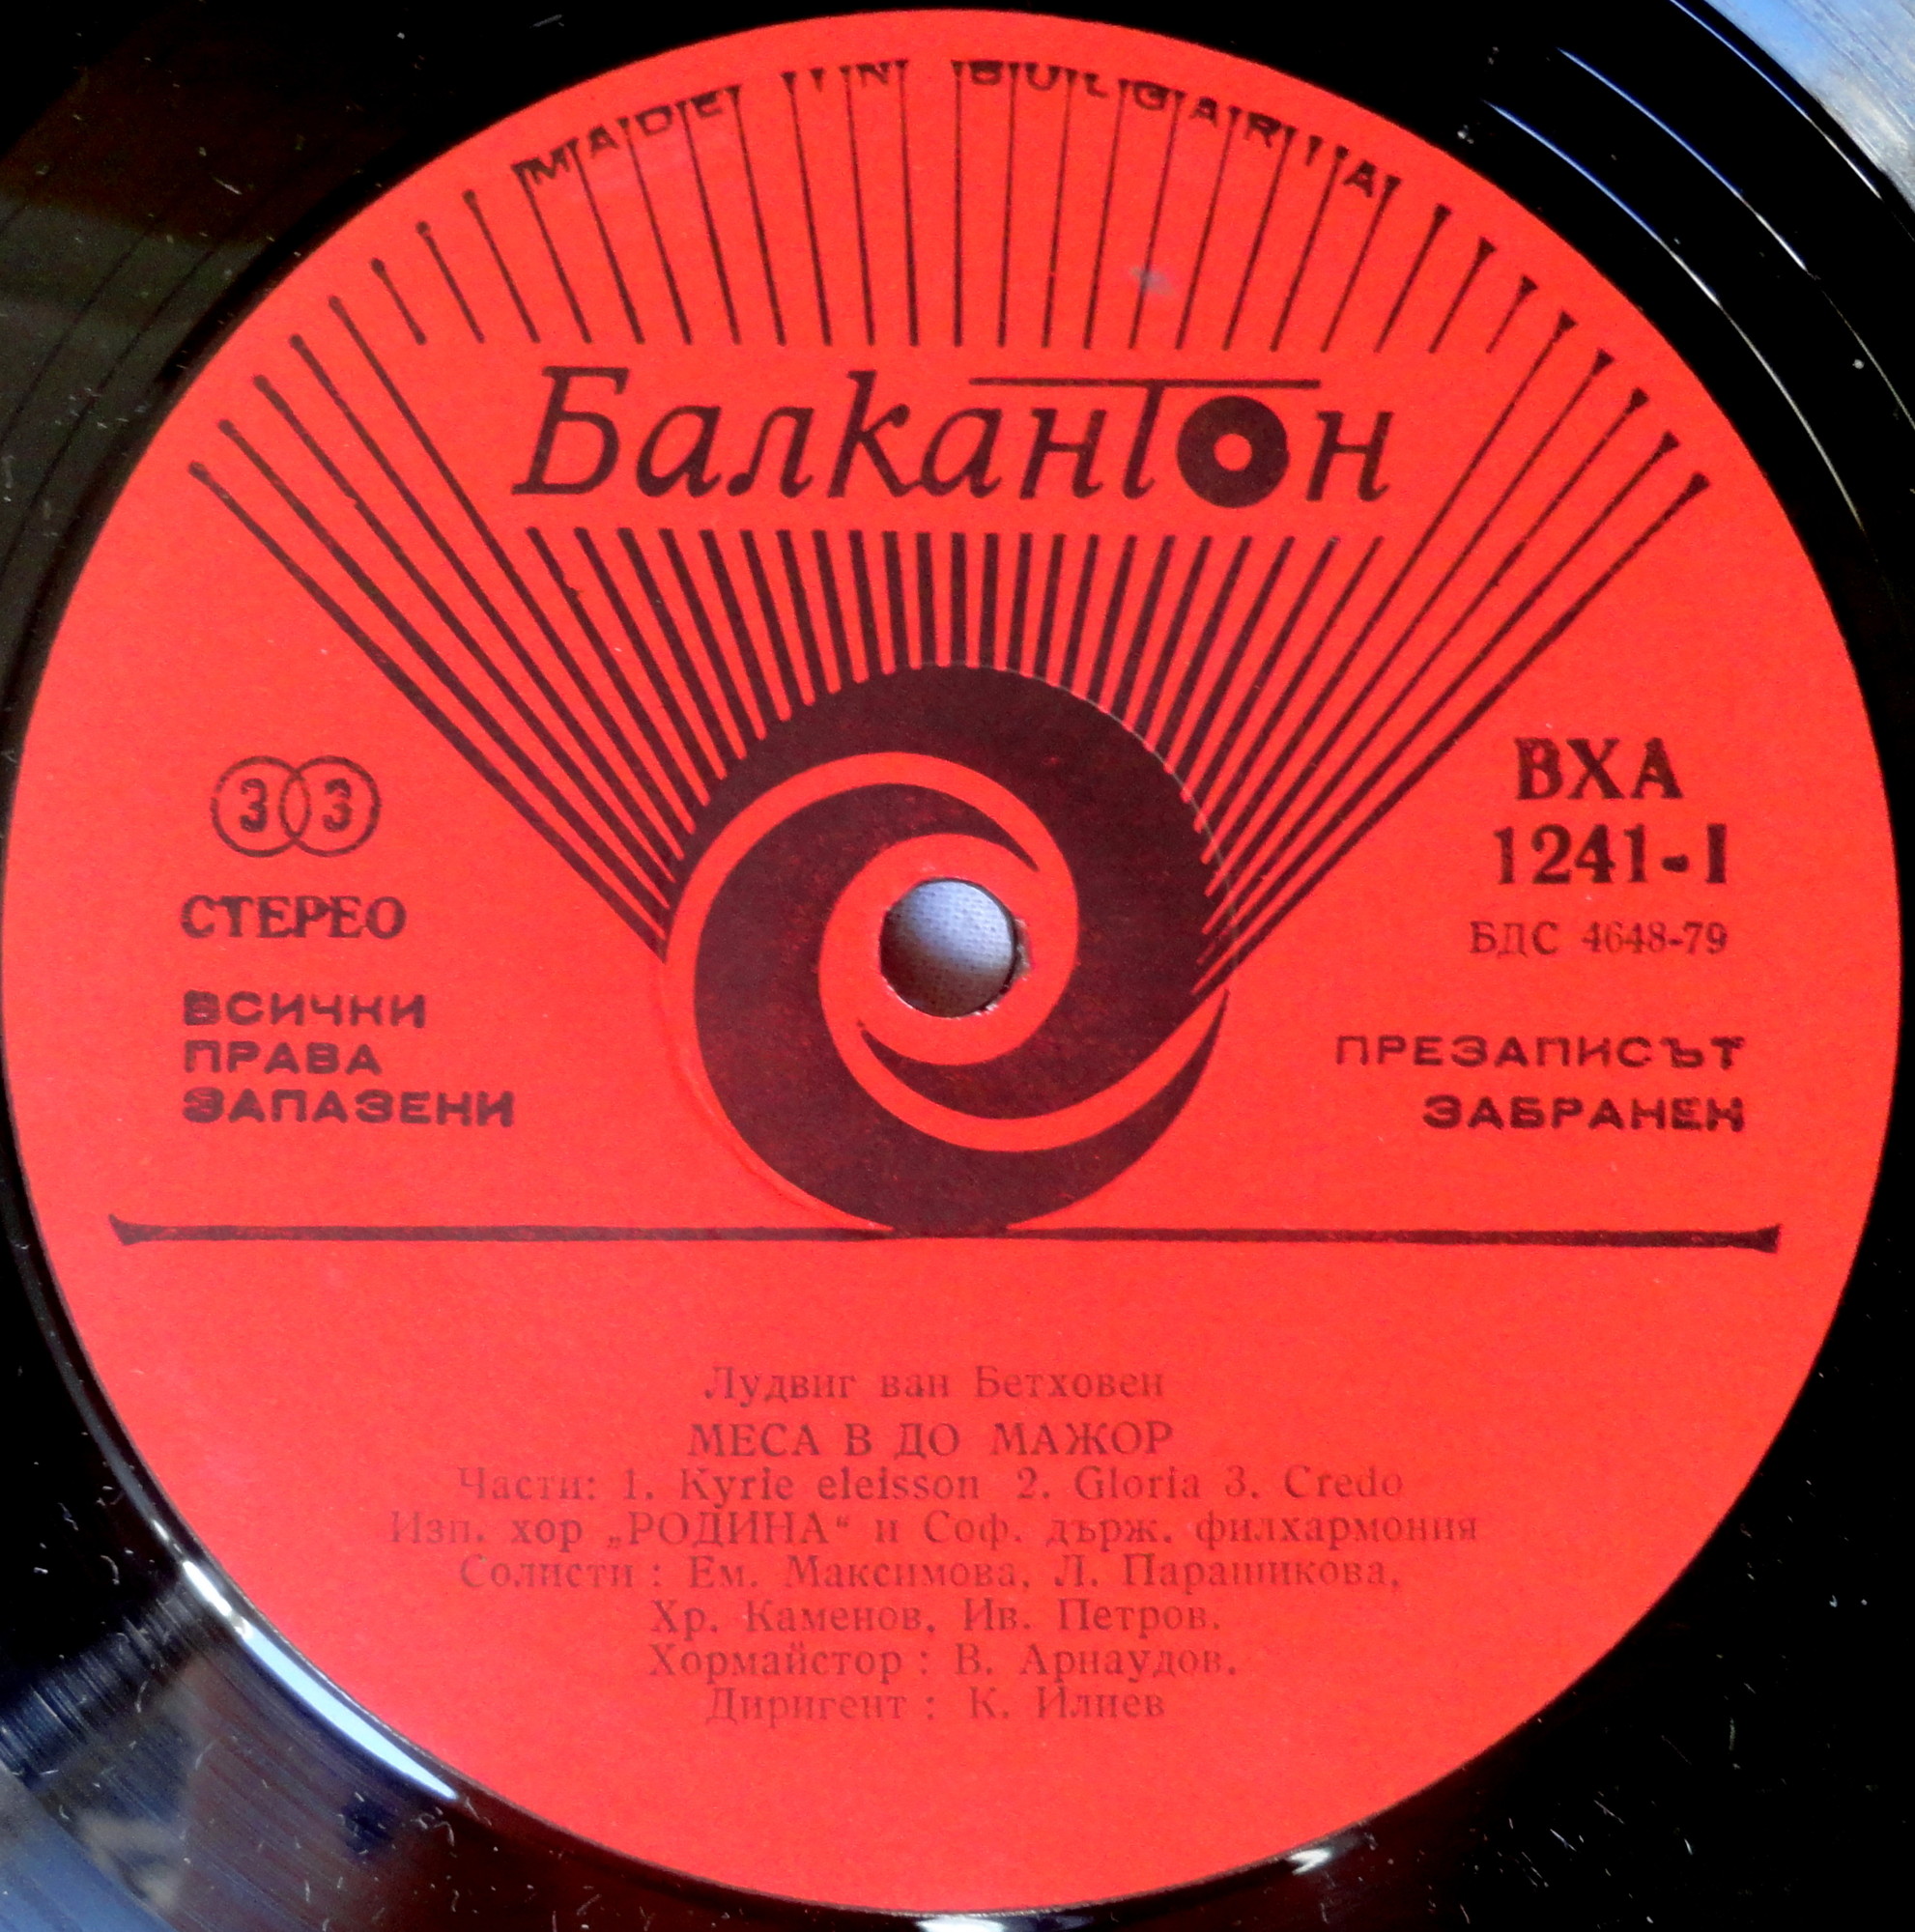 MADE IN BULGARIA
Балкантон
33
СТЕРЕО
ВСИЧКИ
ПРАВА
ЗАПАЗЕНИ
ВХА
1241-I
БДС 4648-79
ПРЕЗАПИСЪТ
ЗАБРАНЕН
Лудвиг ван Бетховен
МЕСА В ДО МАЖОР
Части: 1. Kyrie eleisson 2. Gloria 3. Credo
Изп. хор „РОДИНА“ и Соф. държ. филхармония
Солисти : Ем. Максимова, Л. Парашикова,
Хр. Каменов, Ив. Петров.
Хормайстор : В. Арнаудов.
Диригент : К. Илиев